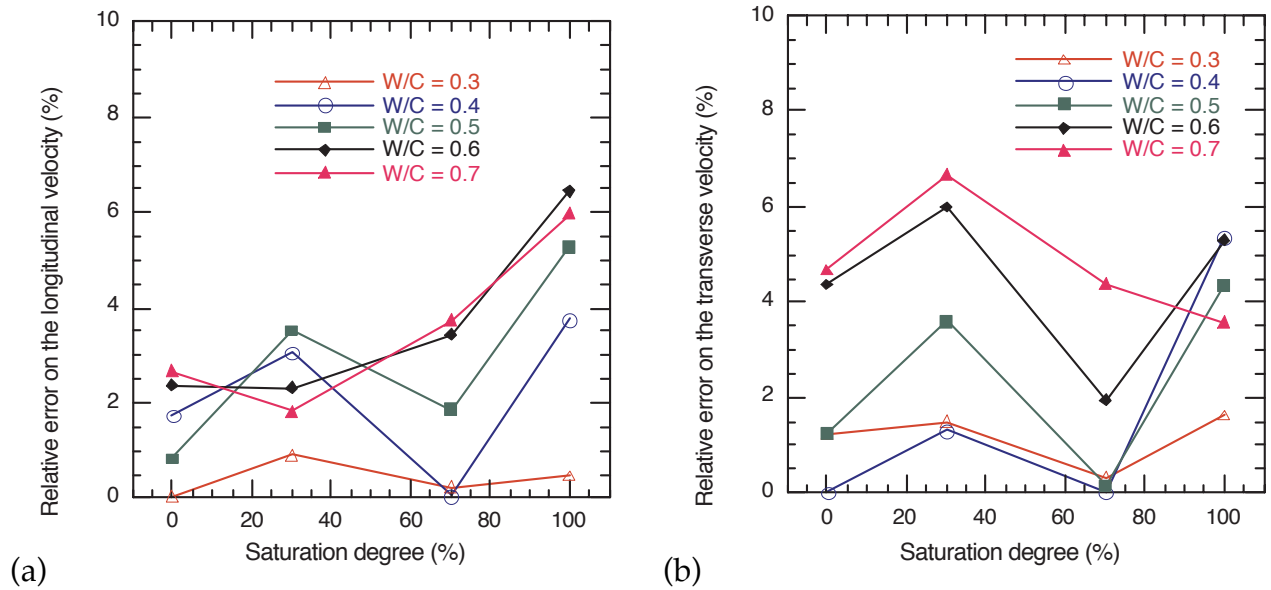 10
8
6
4
2
0
Relative error on the longitudinal velocity (%)
W/C = 0.3
W/C = 0.4
W/C = 0.5
W/C = 0.6
W/C = 0.7
0 20 40 60 80 100
Saturation degree (%)
(a)
10
8
6
4
2
0
Relative error on the transverse velocity (%)
W/C = 0.3
W/C = 0.4
W/C = 0.5
W/C = 0.6
W/C = 0.7
0 20 40 60 80 100
Saturation degree (%)
(b)